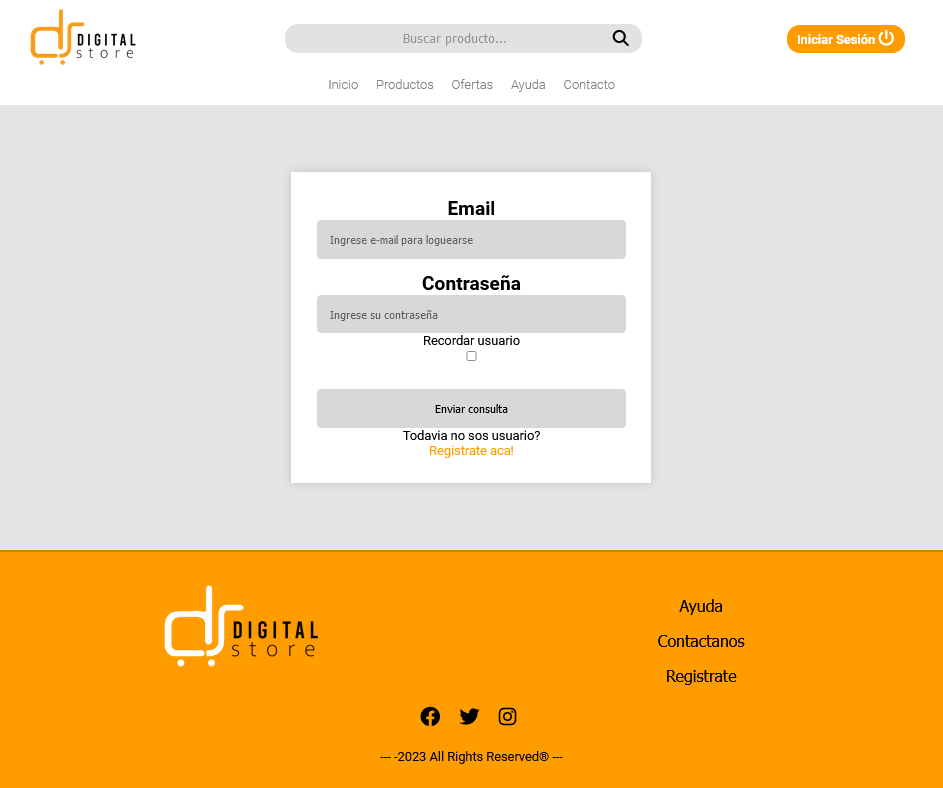 DIGITAL
store
Buscar producto...
Iniciar Sesión
Inicio Productos Ofertas Ayuda Contacto
Email
Ingrese e-mail para loguearse
Contraseña
Ingrese su contraseña
Recordar usuario
Enviar consulta
Todavia no sos usuario?
Registrate aca!
DIGITAL
store
Ayuda
Contactanos
Registrate
--- -2023 All Rights Reserved® ---